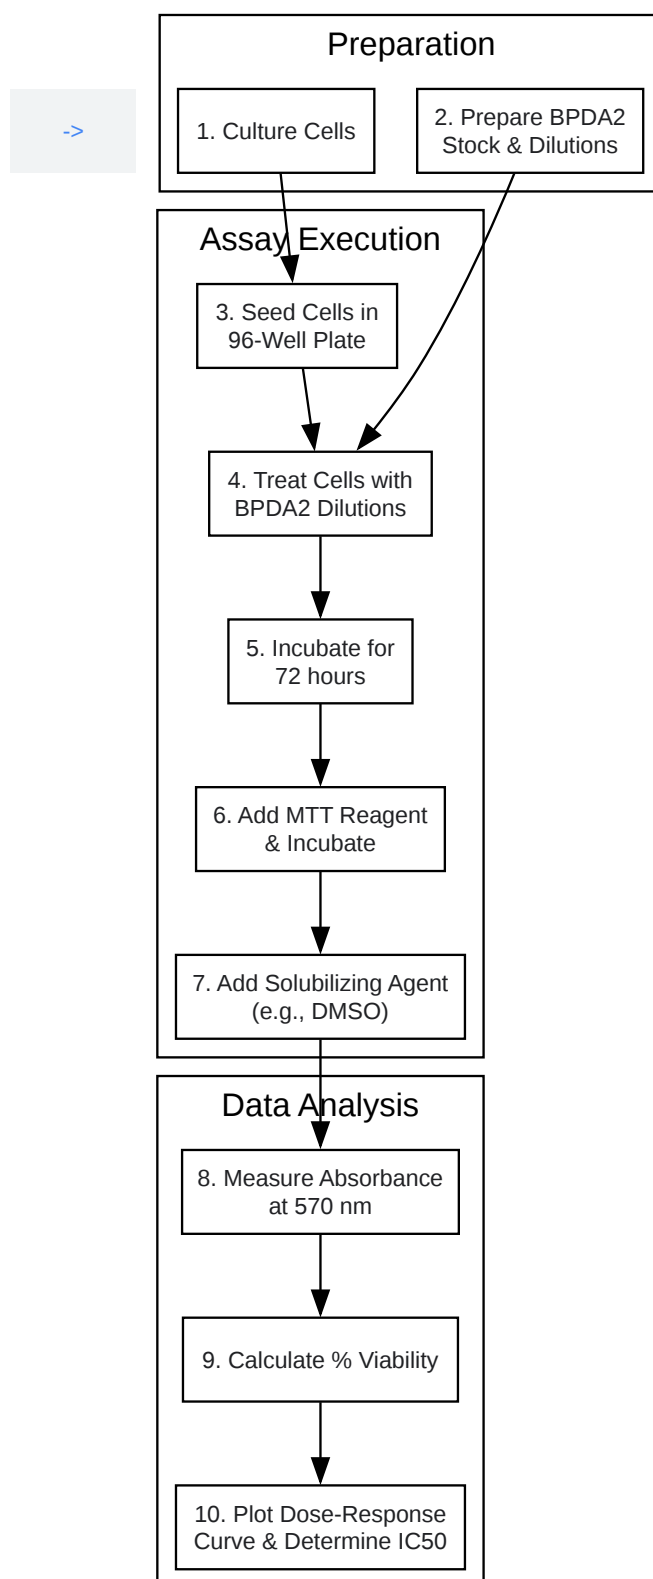 Preparation
->
1. Culture Cells
2. Prepare BPDA2
Stock & Dilutions
Assay Execution
3. Seed Cells in
96-Well Plate
4. Treat Cells with
BPDA2 Dilutions
5. Incubate for
72 hours
6. Add MTT Reagent
& Incubate
7. Add Solubilizing Agent
(e.g., DMSO)
Data Analysis
8. Measure Absorbance
at 570 nm
9. Calculate % Viability
10. Plot Dose-Response
Curve & Determine IC50